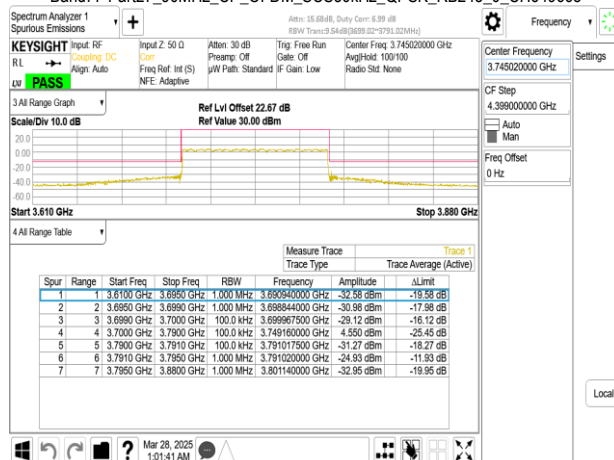 Spectrum Analyzer 1
Spurious Emissions
Attn: 15.68dB, Duty Corr: 6.99 dB
RBW Trans:9.54dB(3699.02~3791.02MHz)
Frequency
Settings
KEYSIGHT
RL
PASS
Input: RF
Coupling: DC
Align: Auto
Input Z: 50 Ω
Corr
Freq Ref: Int (S)
NFE: Adaptive
Atten: 30 dB
Preamp: Off
µW Path: Standard
Trig: Free Run
Gate: Off
IF Gain: Low
Center Freq: 3.745020000 GHz
Avg|Hold: 100/100
Radio Std: None
Center Frequency
3.745020000 GHz
CF Step
4.399000000 GHz
Auto
Man
Freq Offset
0 Hz
3 All Range Graph
Scale/Div 10.0 dB
Ref Lvl Offset 22.67 dB
Ref Value 30.00 dBm
20.0
0.00
-20.0
-40.0
-60.0
Start 3.610 GHz
Stop 3.880 GHz
4 All Range Table
Measure Trace Trace 1
Trace Type Trace Average (Active)
Spur Range Start Freq Stop Freq RBW Frequency Amplitude ΔLimit
1 1 3.6100 GHz 3.6950 GHz 1.000 MHz 3.690940000 GHz -32.58 dBm -19.58 dB
2 2 3.6950 GHz 3.6990 GHz 1.000 MHz 3.698844000 GHz -30.98 dBm -17.98 dB
3 3 3.6990 GHz 3.7000 GHz 100.0 kHz 3.699967500 GHz -29.12 dBm -16.12 dB
4 4 3.7000 GHz 3.7900 GHz 100.0 kHz 3.749160000 GHz 4.550 dBm -25.45 dB
5 5 3.7900 GHz 3.7910 GHz 100.0 kHz 3.791017500 GHz -31.27 dBm -18.27 dB
6 6 3.7910 GHz 3.7950 GHz 1.000 MHz 3.791020000 GHz -24.93 dBm -11.93 dB
7 7 3.7950 GHz 3.8800 GHz 1.000 MHz 3.801140000 GHz -32.95 dBm -19.95 dB
Local
Mar 28, 2025
1:01:41 AM